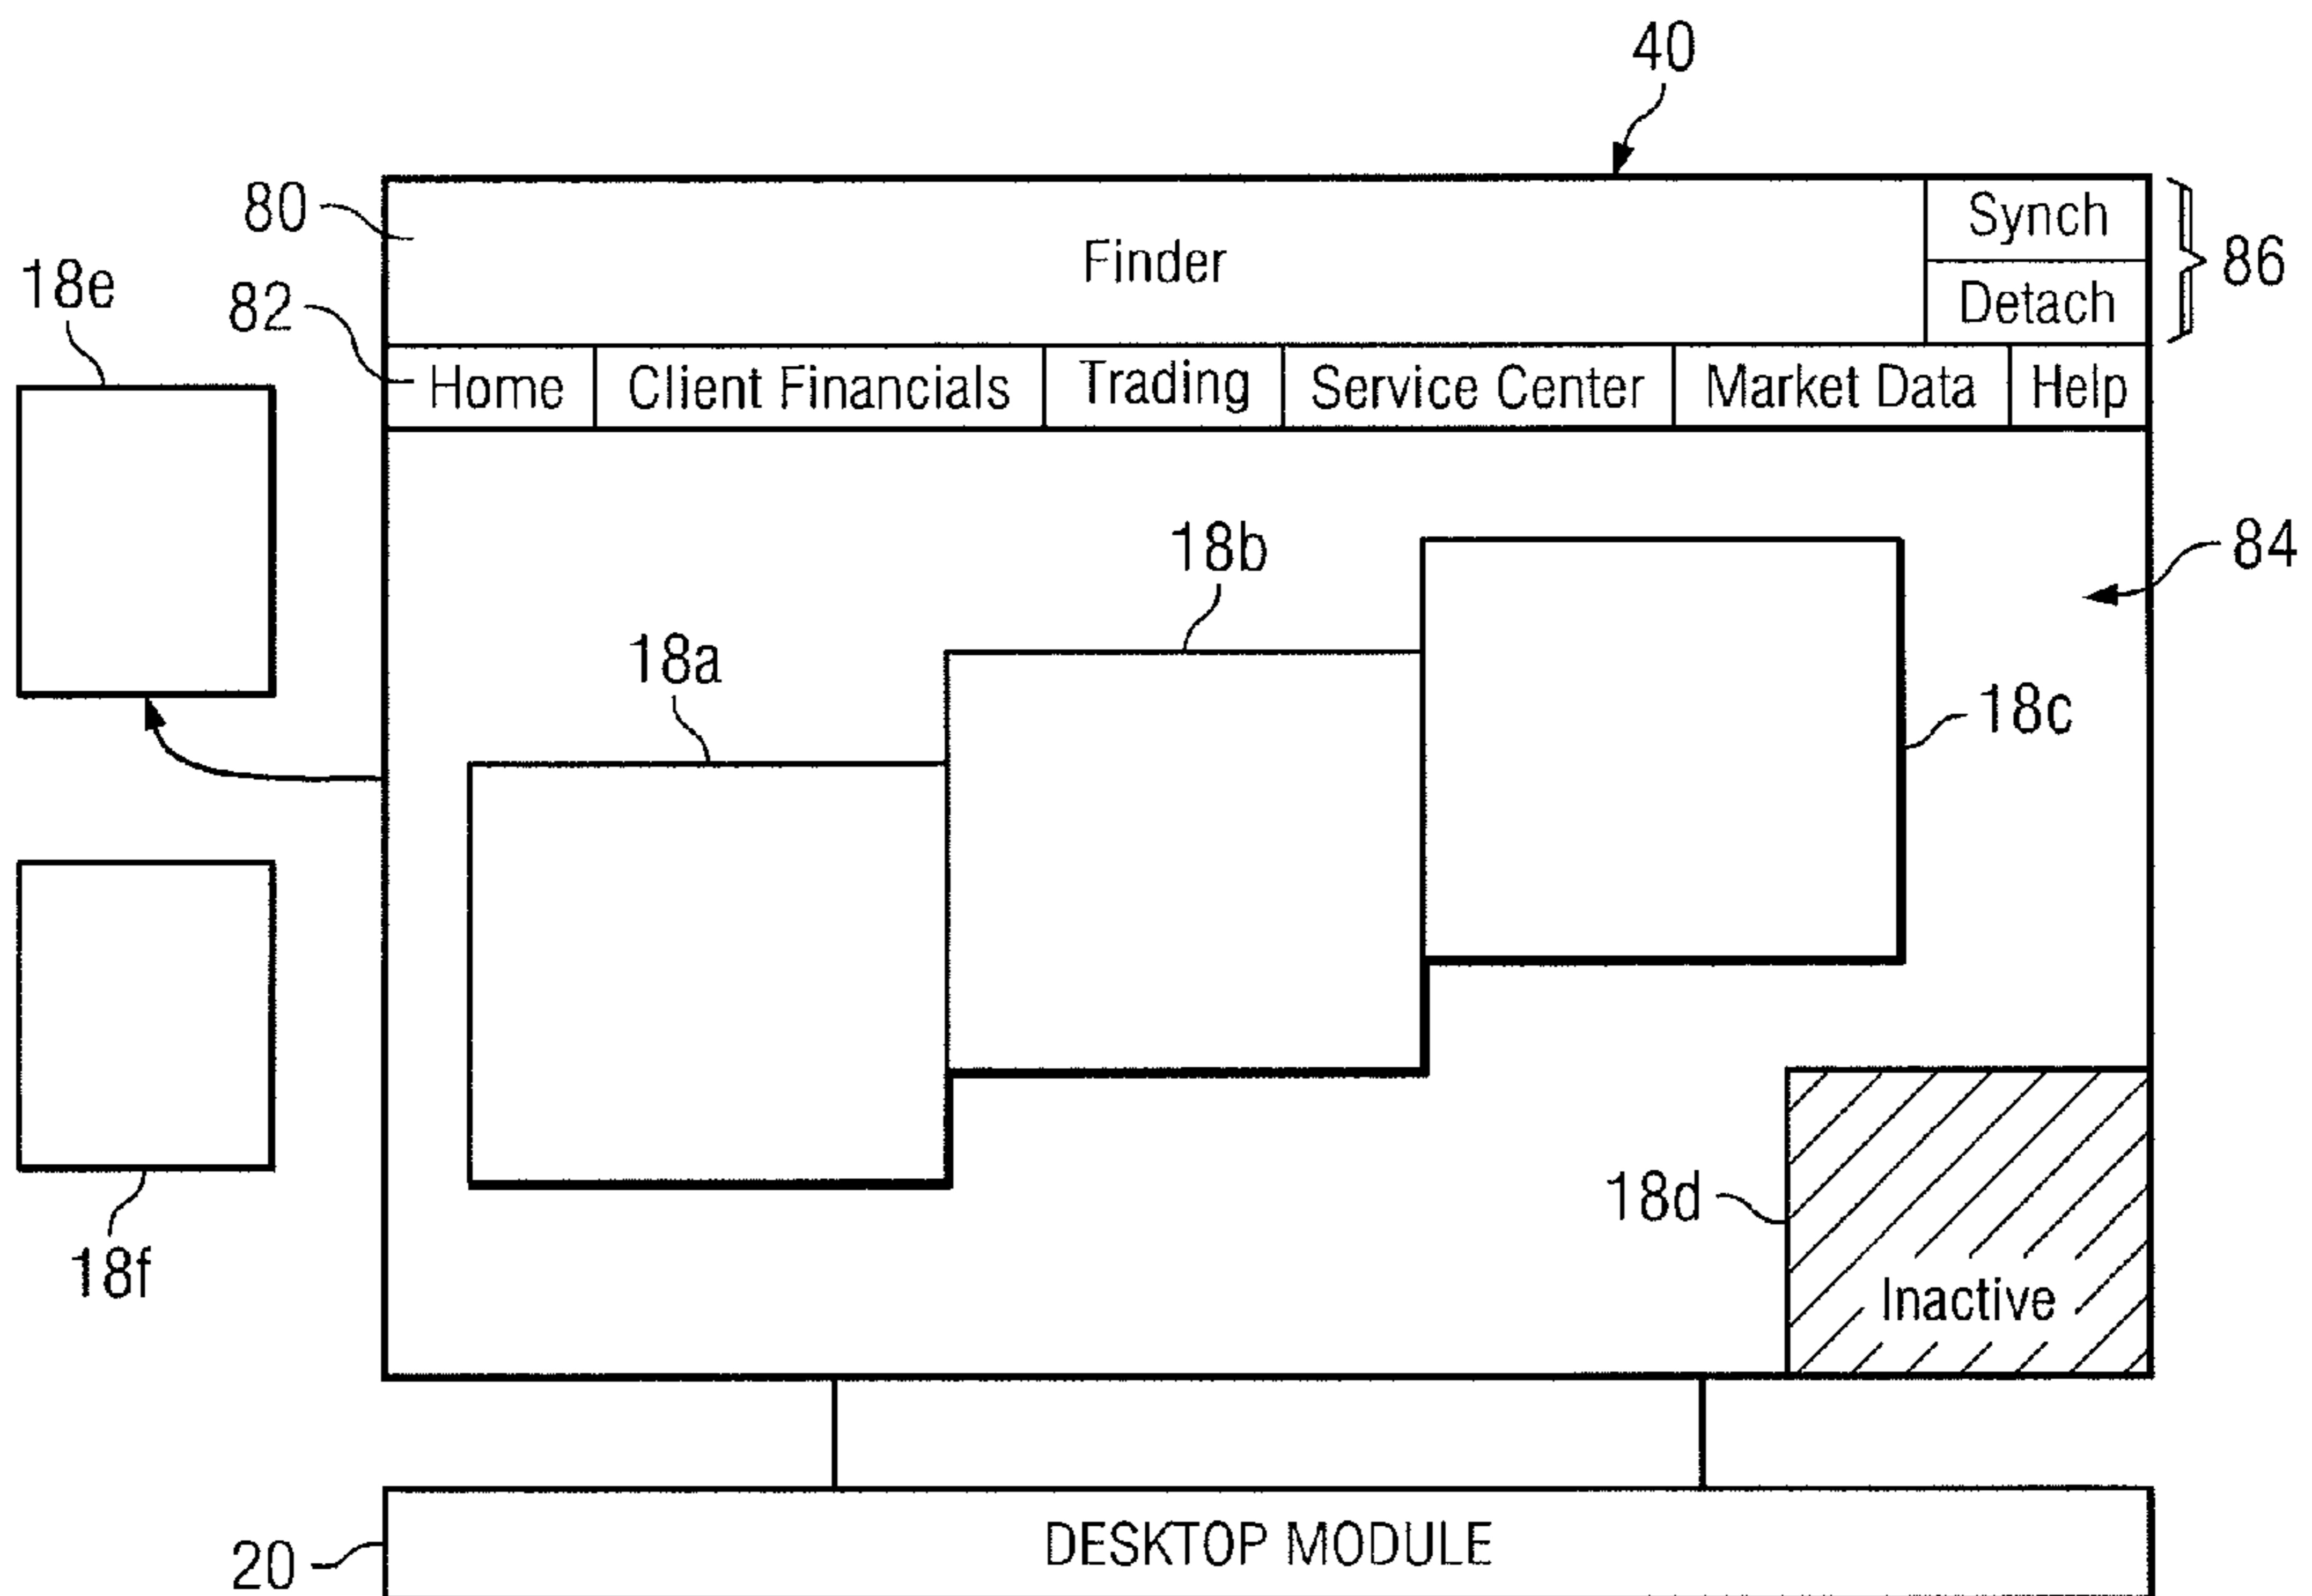 40
80
Finder
Synch
Detach
86
18e
82
Home Client Financials Trading Service Center Market Data Help
18b
84
18a
18c
18d
18f
Inactive
20
DESKTOP MODULE